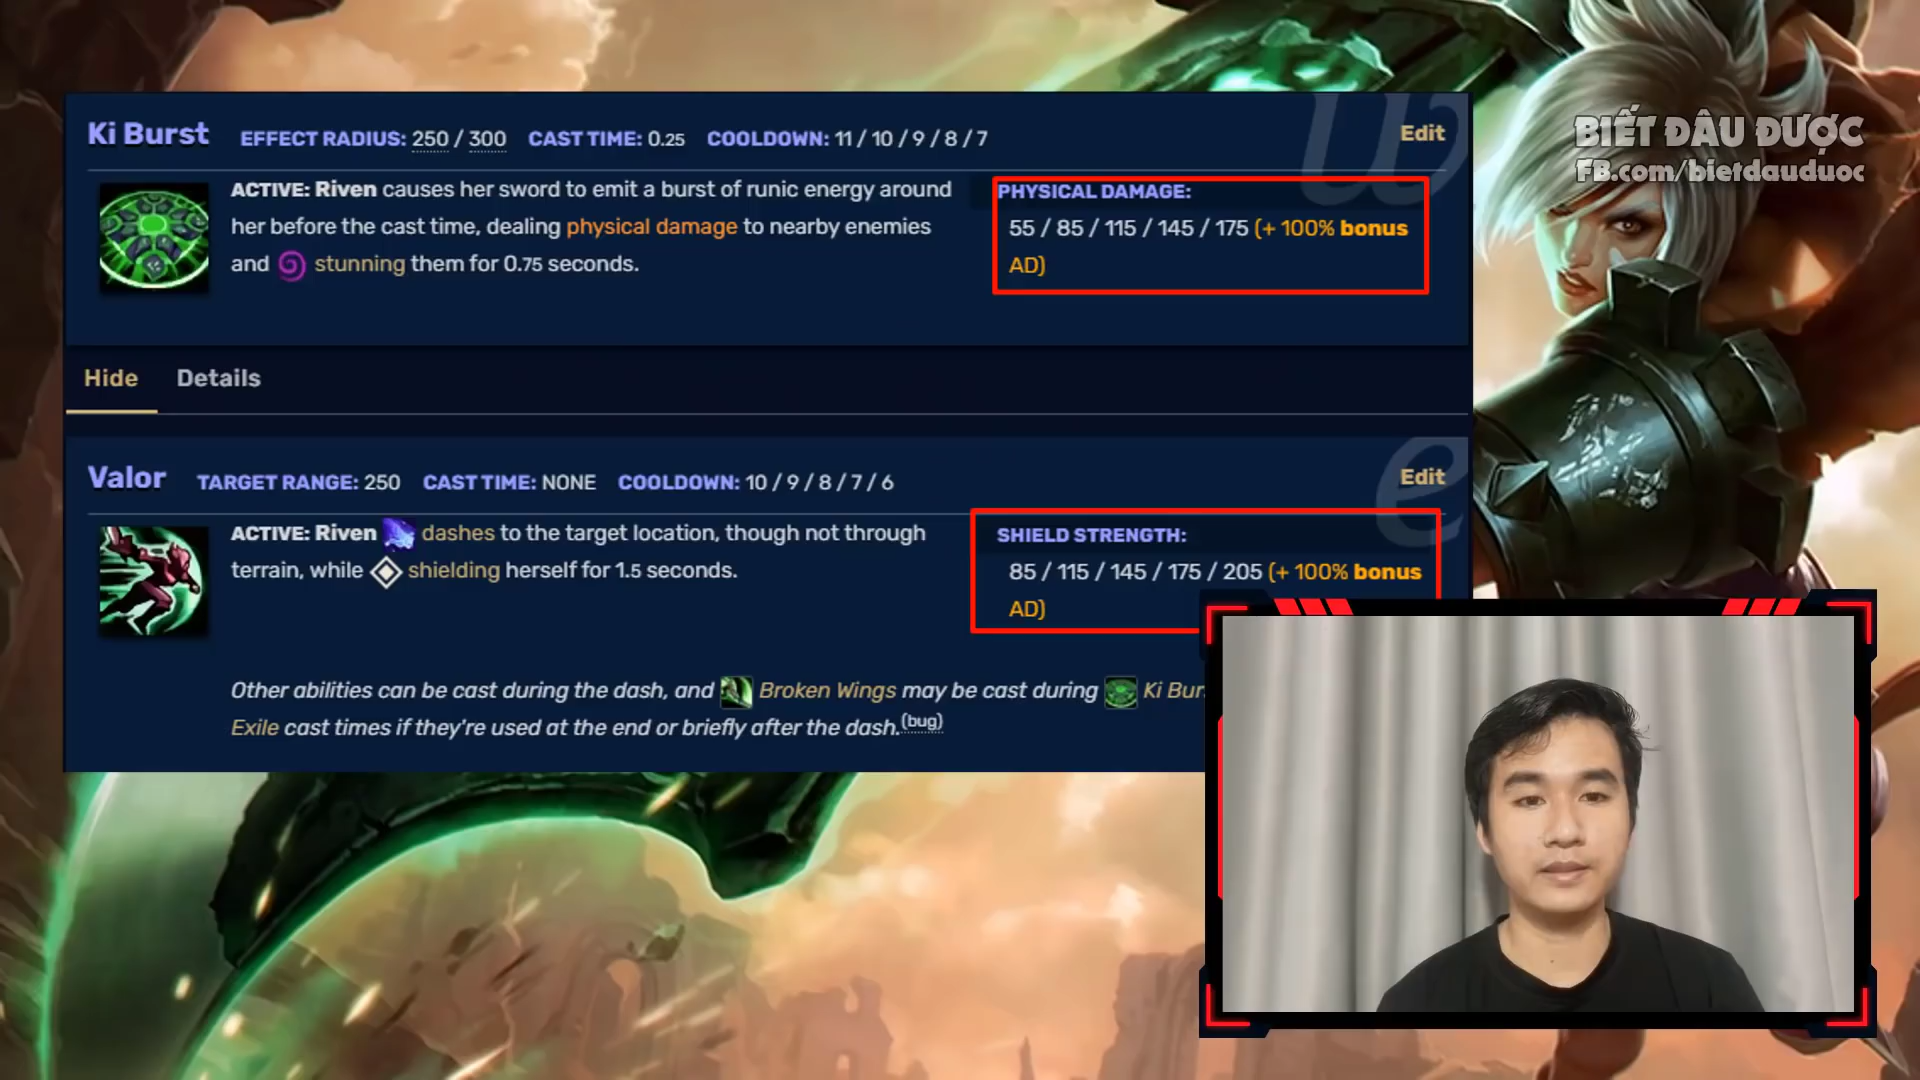 Ki Burst EFFECT RADIUS: 250 / 300 CAST TIME: 0.25 COOLDOWN: 11 / 10 / 9 / 8 / 7 Edit
w
ACTIVE: Riven causes her sword to emit a burst of runic energy around
her before the cast time, dealing physical damage to nearby enemies
and stunning them for 0.75 seconds.
PHYSICAL DAMAGE:
55 / 85 / 115 / 145 / 175 (+ 100% bonus
AD)
BIẾT ĐÂU ĐƯỢC
FB.com/bietdauduoc
Hide Details
Valor TARGET RANGE: 250 CAST TIME: NONE COOLDOWN: 10 / 9 / 8 / 7 / 6 Edit
e
ACTIVE: Riven dashes to the target location, though not through
terrain, while shielding herself for 1.5 seconds.
SHIELD STRENGTH:
85 / 115 / 145 / 175 / 205 (+ 100% bonus
AD)
Other abilities can be cast during the dash, and Broken Wings may be cast during Ki Bur
Exile cast times if they're used at the end or briefly after the dash.(bug)